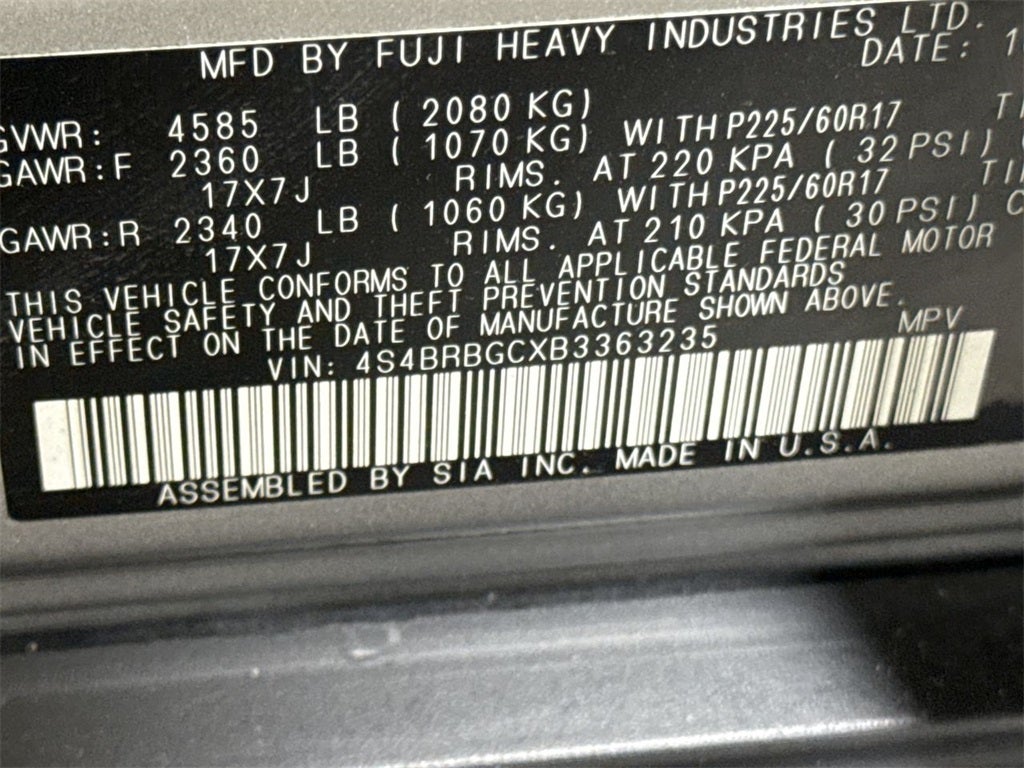 MFD BY FUJI HEAVY INDUSTRIES LTD.
DATE: 1
GVWR: 4585 LB ( 2080 KG)
GAWR:F 2360 LB ( 1070 KG) WITH P225/60R17
17X7J RIMS. AT 220 KPA ( 32 PSI)
GAWR:R 2340 LB ( 1060 KG) WITH P225/60R17
17X7J RIMS. AT 210 KPA ( 30 PSI)
THIS VEHICLE CONFORMS TO ALL APPLICABLE FEDERAL MOTOR
VEHICLE SAFETY AND THEFT PREVENTION STANDARDS
IN EFFECT ON THE DATE OF MANUFACTURE SHOWN ABOVE.
VIN: 4S4BRBGCXB3363235 MPV
ASSEMBLED BY SIA INC. MADE IN U.S.A.